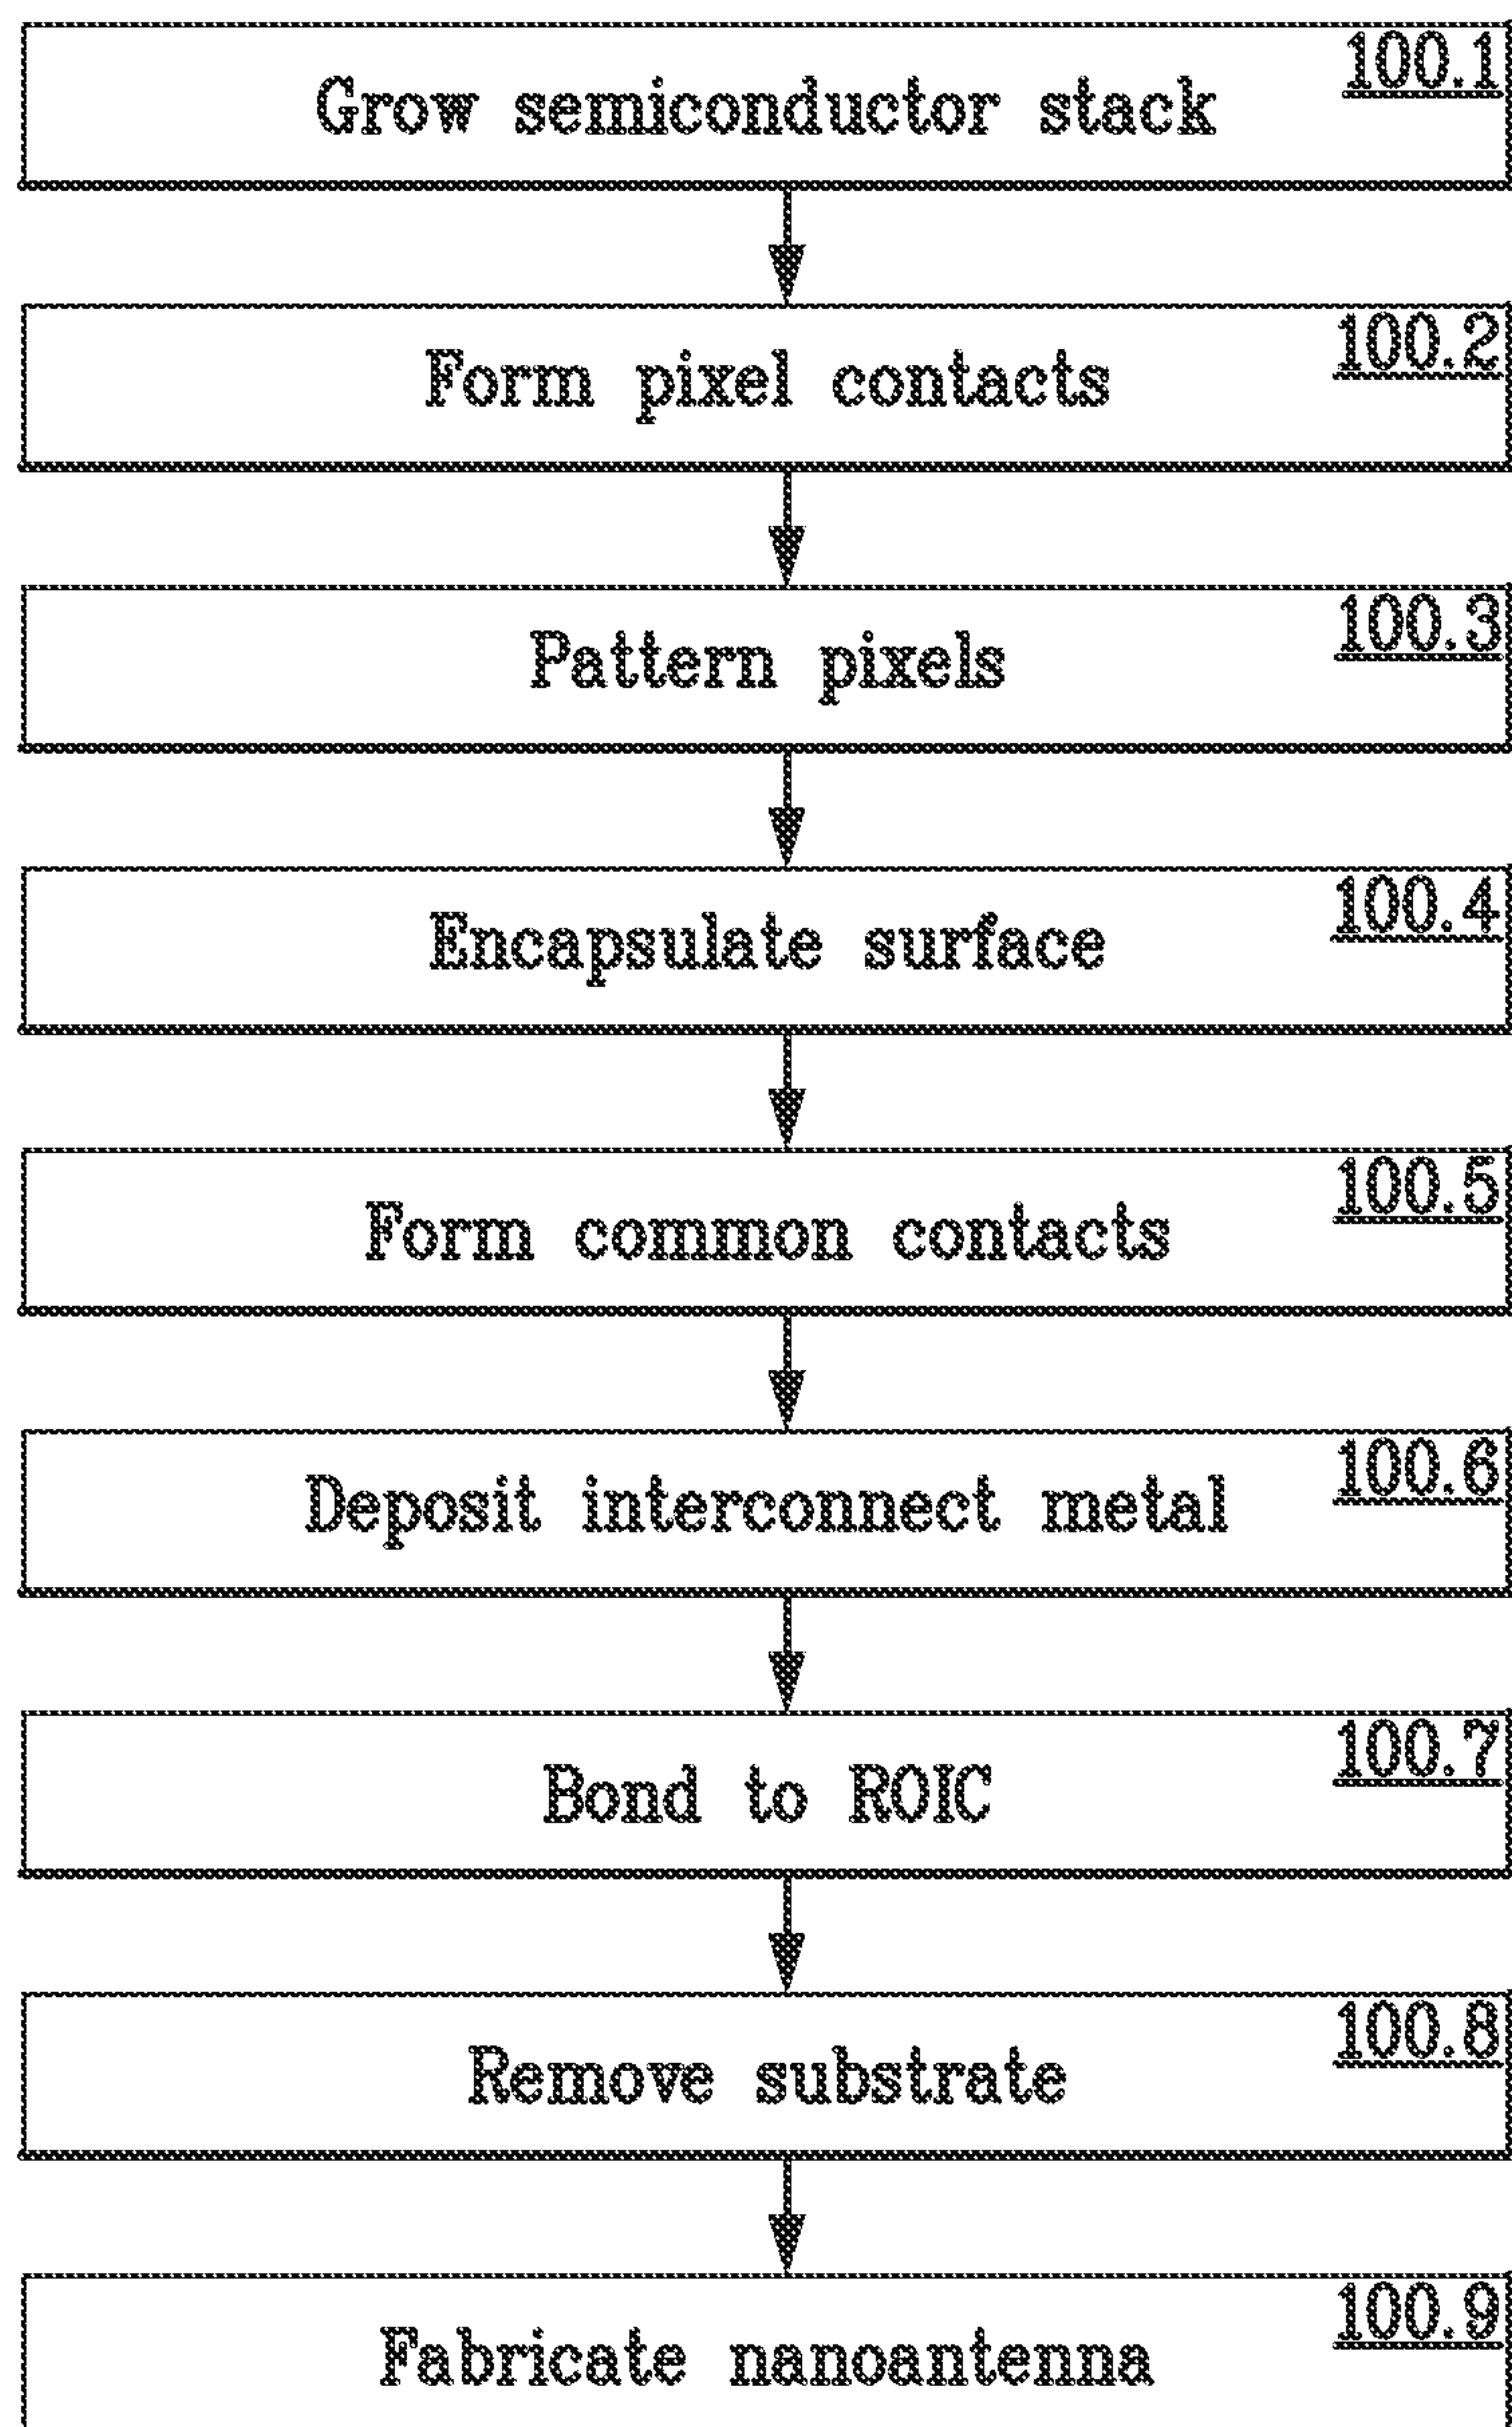 100.1
Grow semiconductor stack
100.2
Form pixel contacts
100.3
Pattern pixels
100.4
Encapsulate surface
100.5
Form common contacts
100.6
Deposit interconnect metal
100.7
Bond to ROIC
100.8
Remove substrate
100.9
Fabricate nanoantenna